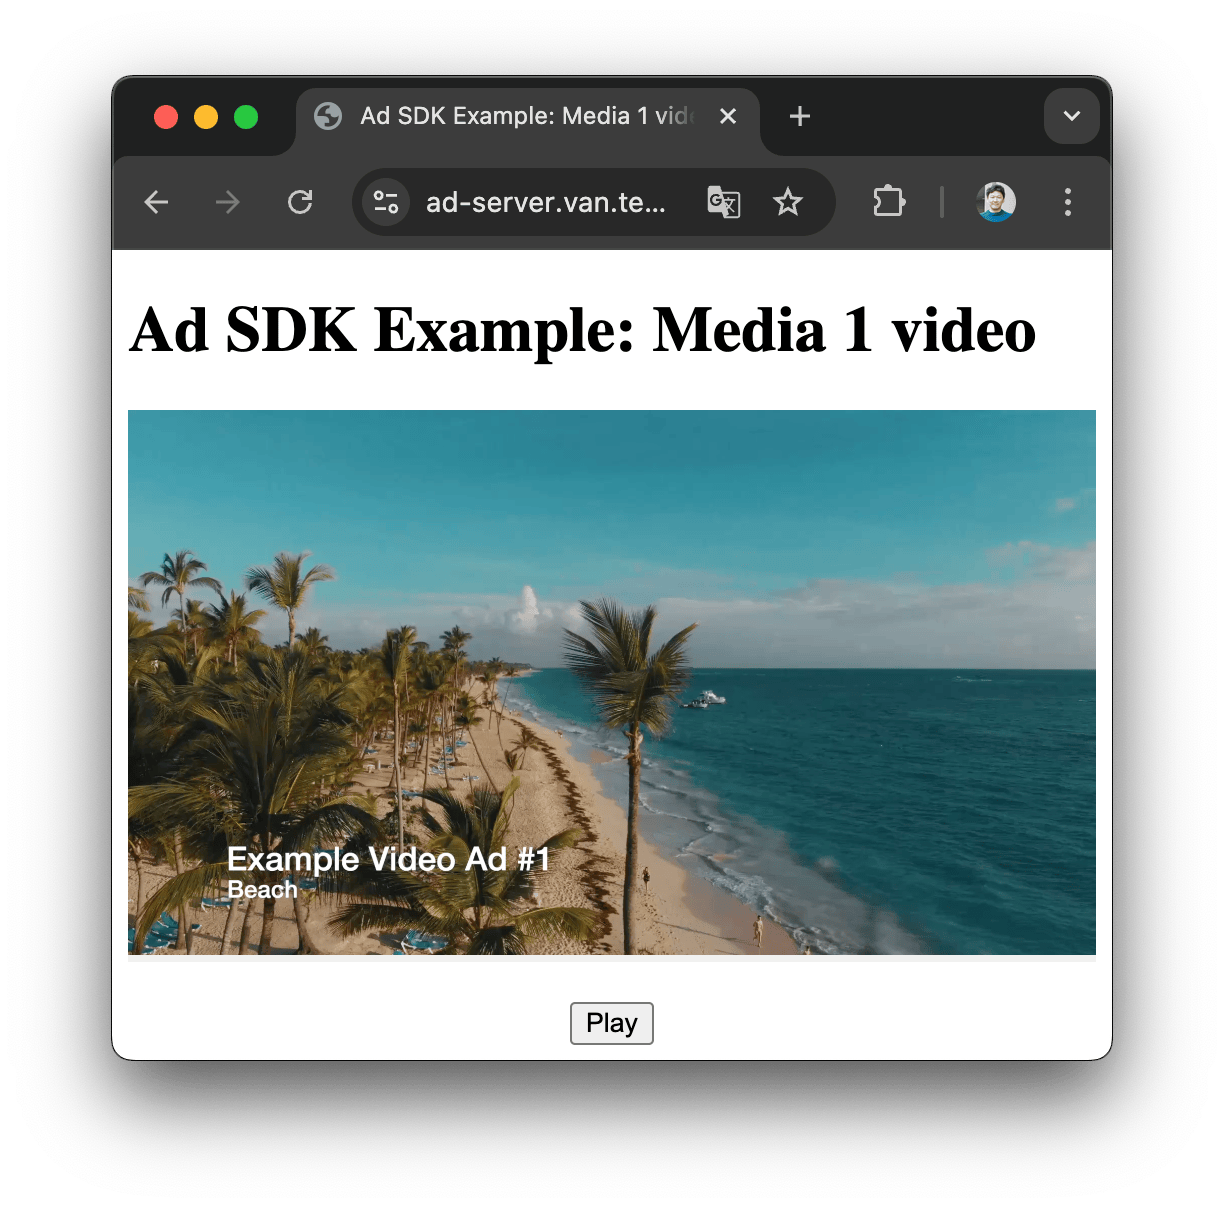 Ad SDK Example: Media 1 vid
ad-server.van.te...
Ad SDK Example: Media 1 video
Example Video Ad #1
Beach
Play